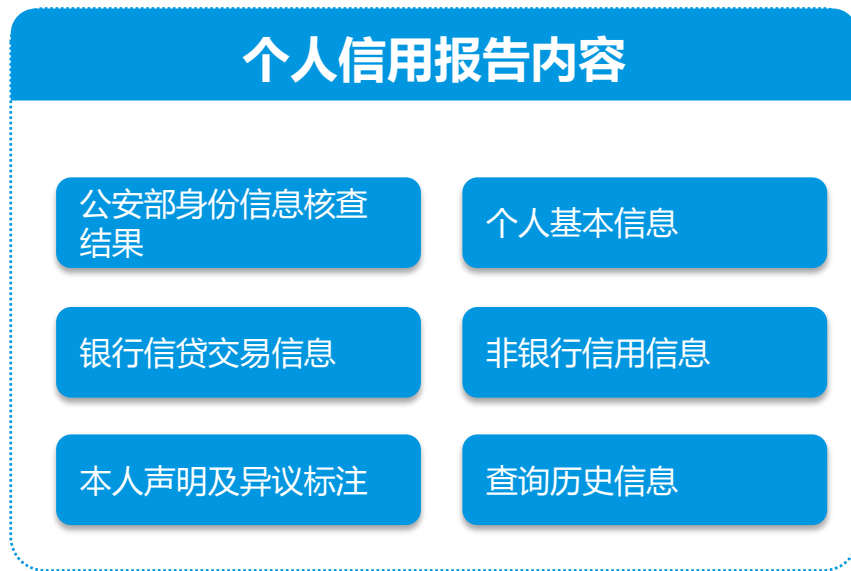 个人信用报告内容
公安部身份信息核查
结果
个人基本信息
银行信贷交易信息
非银行信用信息
本人声明及异议标注
查询历史信息